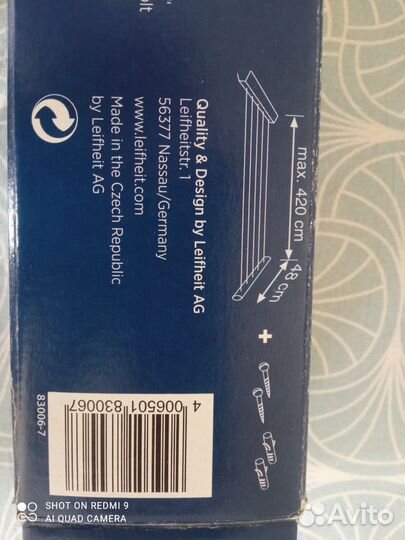 Quality & Design by Leifheit AG
Leifheitstr. 1
56377 Nassau/Germany
www.leifheit.com
Made in the Czech Republic
by Leifheit AG
max. 420 cm
48 cm
+
4 006501 830067
83006-7
SHOT ON REDMI 9
AI QUAD CAMERA
Avito